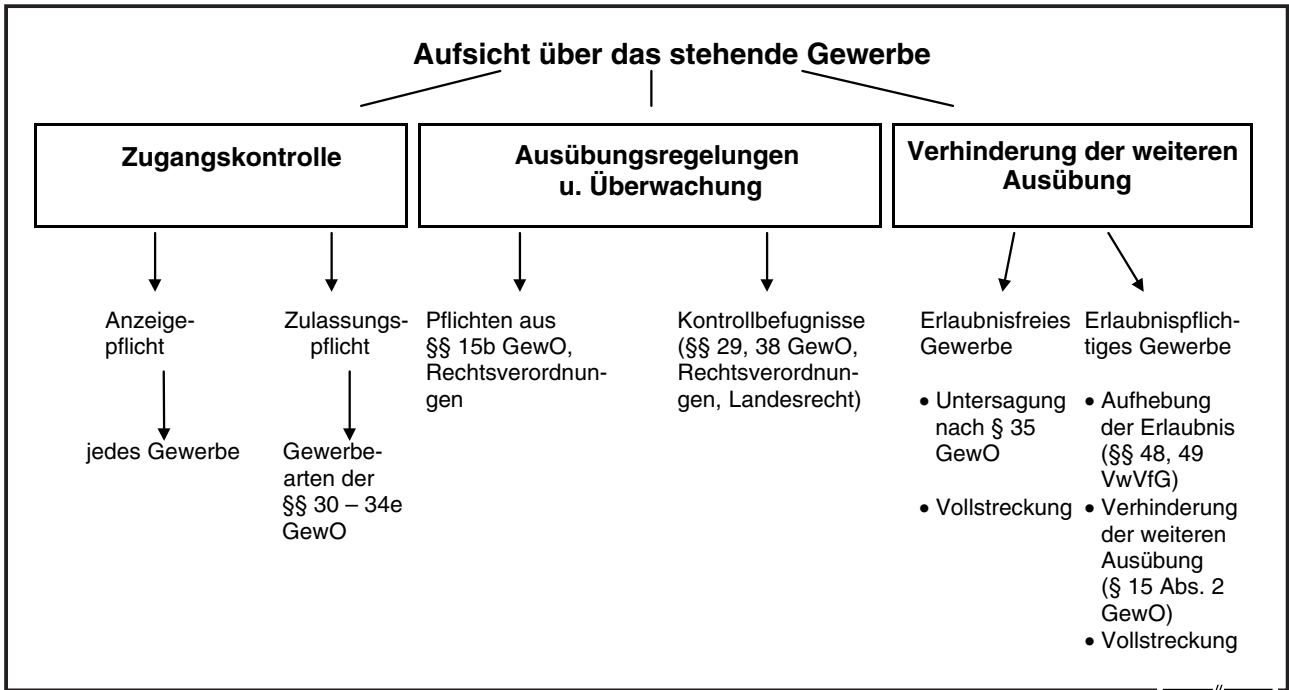 Aufsicht über das stehende Gewerbe
Zugangskontrolle
Ausübungsregelungen
u. Überwachung
Verhinderung der weiteren
Ausübung
Anzeige-
pflicht
jedes Gewerbe
Zulassungs-
pflicht
Gewerbe-
arten der
§§ 30 – 34e
GewO
Pflichten aus
§§ 15b GewO,
Rechtsverordnun-
gen
Kontrollbefugnisse
(§§ 29, 38 GewO,
Rechtsverordnun-
gen, Landesrecht)
Erlaubnisfreies
Gewerbe
• Untersagung
nach § 35
GewO
• Vollstreckung
Erlaubnispflich-
tiges Gewerbe
• Aufhebung
der Erlaubnis
(§§ 48, 49
VwVfG)
• Verhinderung
der weiteren
Ausübung
(§ 15 Abs. 2
GewO)
• Vollstreckung